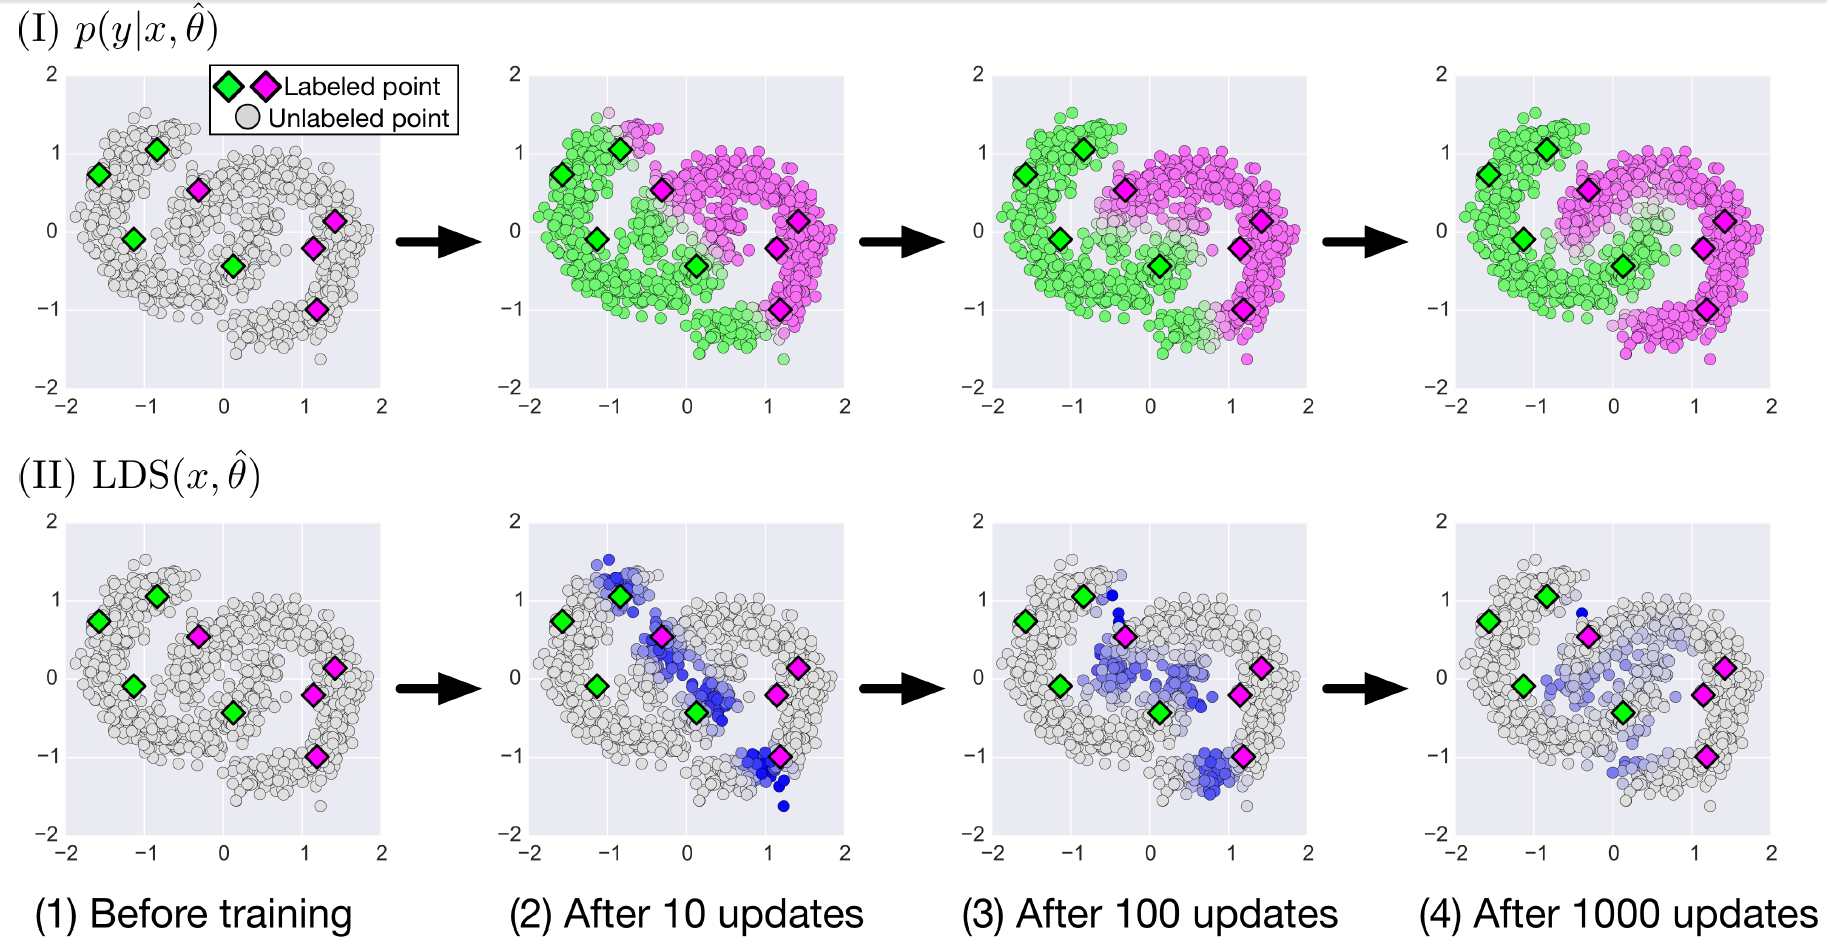 (I) p(y|x, θ̂)
Labeled point
Unlabeled point
2
1
0
−1
−2
−2 −1 0 1 2
2
1
0
−1
−2
−2 −1 0 1 2
2
1
0
−1
−2
−2 −1 0 1 2
2
1
0
−1
−2
−2 −1 0 1 2
(II) LDS(x, θ̂)
2
1
0
−1
−2
−2 −1 0 1 2
2
1
0
−1
−2
−2 −1 0 1 2
2
1
0
−1
−2
−2 −1 0 1 2
2
1
0
−1
−2
−2 −1 0 1 2
(1) Before training
(2) After 10 updates
(3) After 100 updates
(4) After 1000 updates